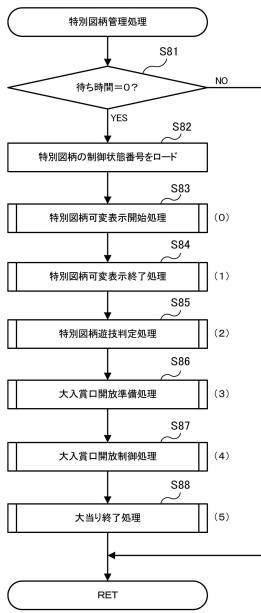 特別図柄管理処理
S81
待ち時間＝０？
NO
YES
S82
特別図柄の制御状態番号をロード
S83
特別図柄可変表示開始処理
（０）
S84
特別図柄可変表示終了処理
（１）
S85
特別図柄遊技判定処理
（２）
S86
大入賞口開放準備処理
（３）
S87
大入賞口開放制御処理
（４）
S88
大当り終了処理
（５）
RET